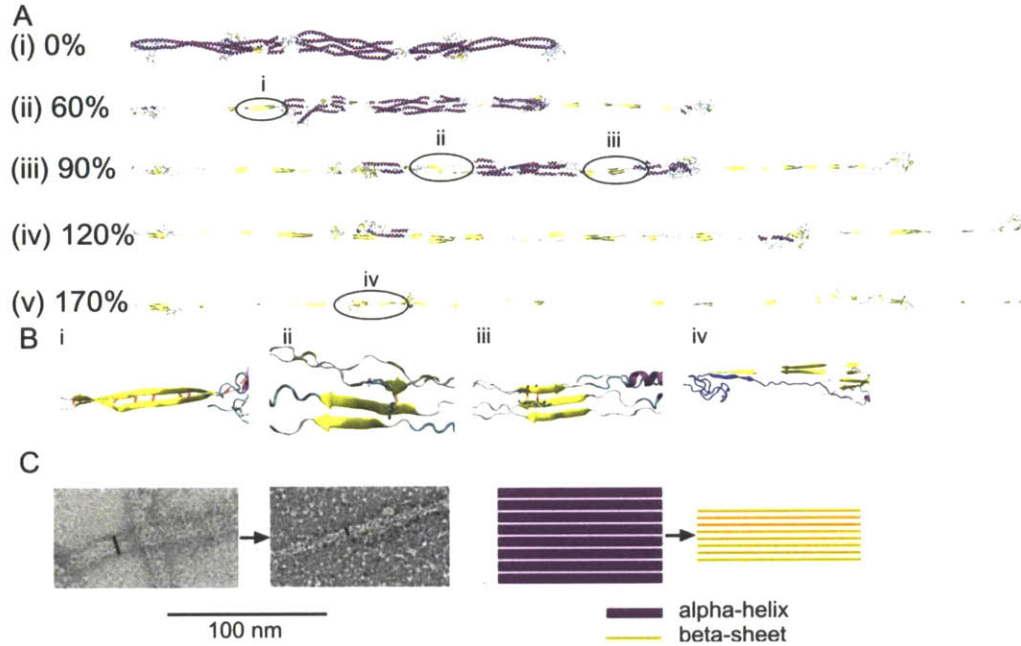 A
(i) 0%
i
(ii) 60%
ii
iii
(iii) 90%
(iv) 120%
iv
(v) 170%
B
i
ii
iii
iv
C
100 nm
alpha-helix
beta-sheet